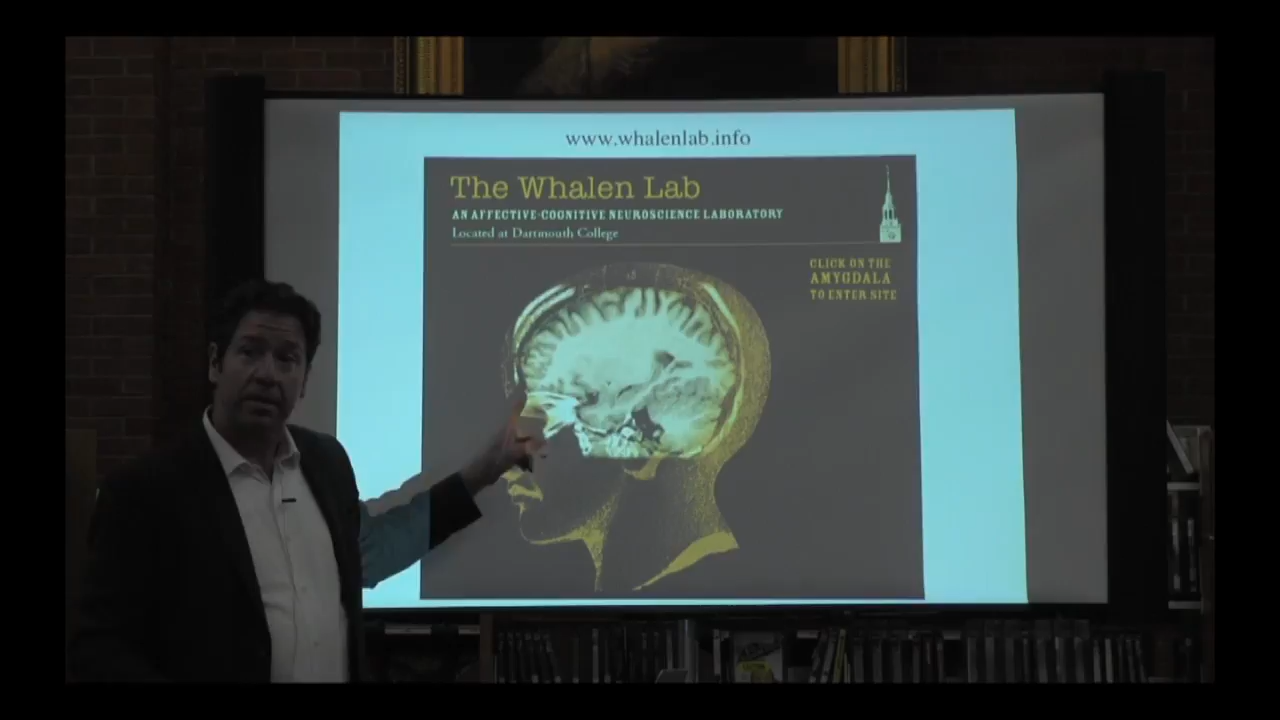 www.whalenlab.info
The Whalen Lab
AN AFFECTIVE-COGNITIVE NEUROSCIENCE LABORATORY
Located at Dartmouth College
CLICK ON THE
AMYGDALA
TO ENTER SITE